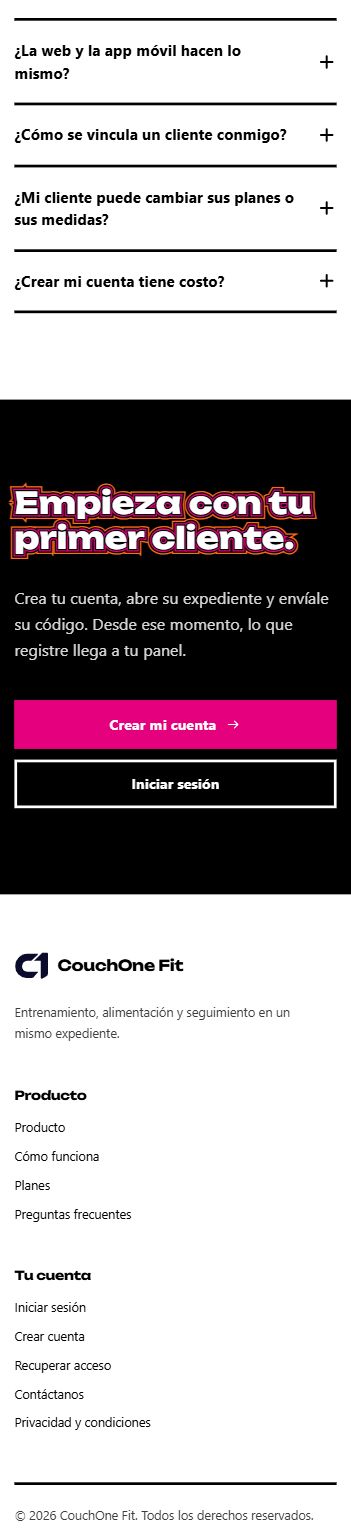 ¿La web y la app móvil hacen lo
mismo?
¿Cómo se vincula un cliente conmigo?
¿Mi cliente puede cambiar sus planes o
sus medidas?
¿Crear mi cuenta tiene costo?
Empieza con tu
primer cliente.
Crea tu cuenta, abre su expediente y envíale
su código. Desde ese momento, lo que
registre llega a tu panel.
Crear mi cuenta →
Iniciar sesión
CouchOne Fit
Entrenamiento, alimentación y seguimiento en un
mismo expediente.
Producto
Producto
Cómo funciona
Planes
Preguntas frecuentes
Tu cuenta
Iniciar sesión
Crear cuenta
Recuperar acceso
Contáctanos
Privacidad y condiciones
© 2026 CouchOne Fit. Todos los derechos reservados.